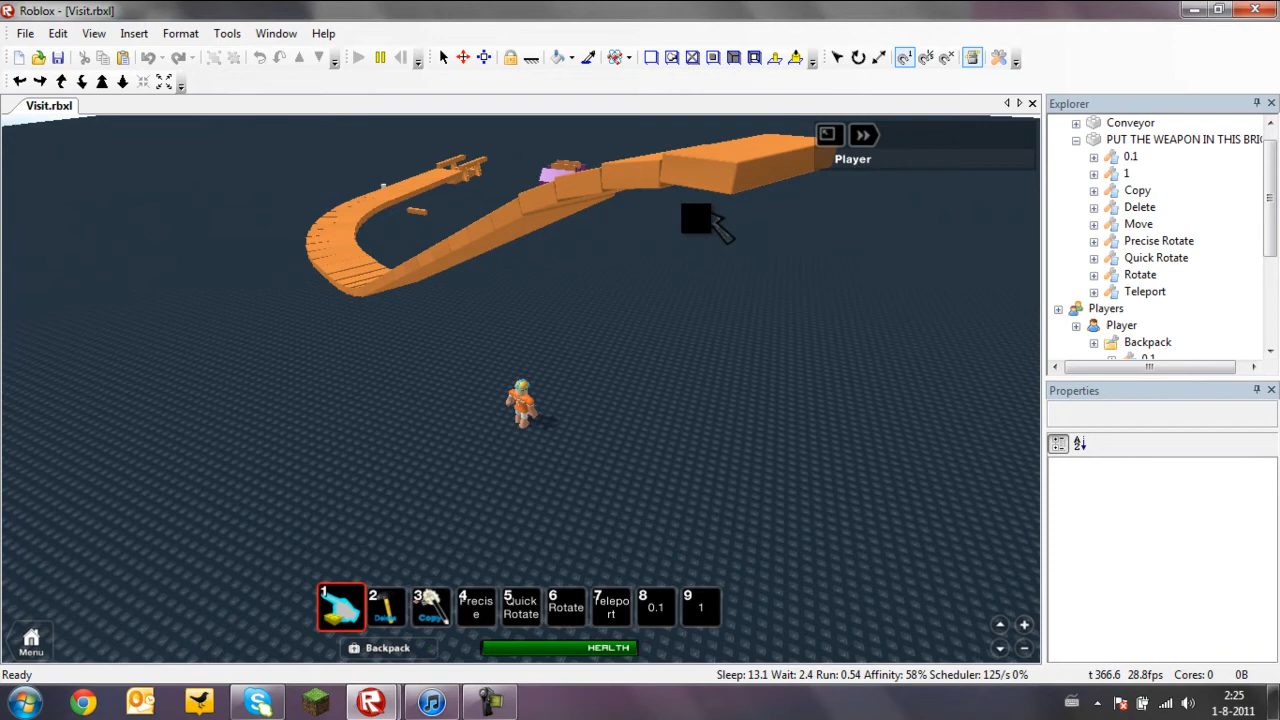 Roblox - [Visit.rbxl]
File Edit View Insert Format Tools Window Help
Visit.rbxl
Player
Explorer
Conveyor
PUT THE WEAPON IN THIS BRI
0.1
1
Copy
Delete
Move
Precise Rotate
Quick Rotate
Rotate
Teleport
Players
Player
Backpack
0.1
Properties
1 2 3 4 5 6 7 8 9
Delete Copy Precis e Quick Rotate Rotate Telepo rt 0.1 1
Menu
Backpack
HEALTH
Ready
Sleep: 13.1 Wait: 2.4 Run: 0.54 Affinity: 58% Scheduler: 125/s 0%
t 366.6 28.8fps Cores: 0 0B
2:25
1-8-2011